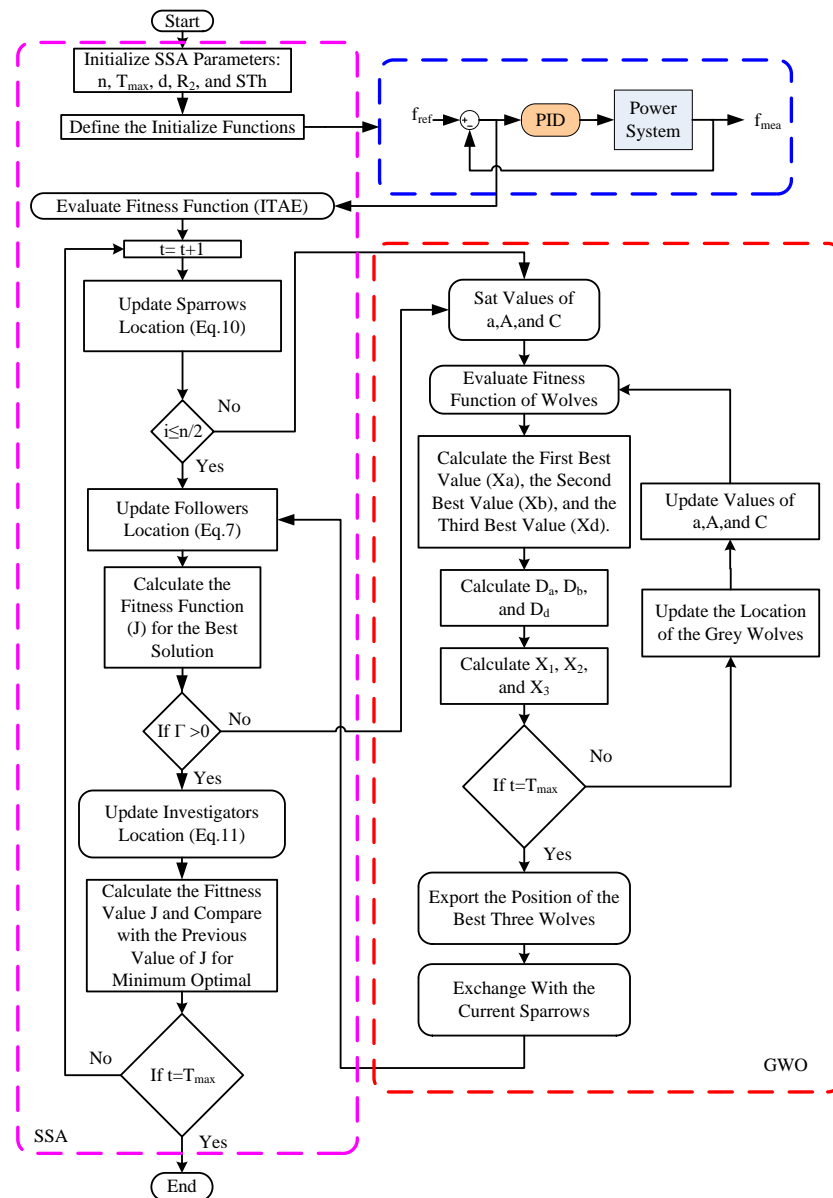 Start
Initialize SSA Parameters:
n, Tmax, d, R2, and STh
Define the Initialize Functions
fref
+
−
PID
Power
System
fmea
Evaluate Fitness Function (ITAE)
t= t+1
Update Sparrows
Location (Eq.10)
i≤n/2
No
Yes
Update Followers
Location (Eq.7)
Calculate the
Fitness Function
(J) for the Best
Solution
If Γ >0
No
Yes
Update Investigators
Location (Eq.11)
Calculate the Fittness
Value J and Compare
with the Previous
Value of J for
Minimum Optimal
No
If t=Tmax
Yes
SSA
End
Sat Values of
a,A,and C
Evaluate Fitness
Function of Wolves
Calculate the First Best
Value (Xa), the Second
Best Value (Xb), and the
Third Best Value (Xd).
Calculate Da, Db,
and Dd
Calculate X1, X2,
and X3
If t=Tmax
No
Yes
Update Values of
a,A,and C
Update the Location
of the Grey Wolves
Export the Position of the
Best Three Wolves
Exchange With the
Current Sparrows
GWO